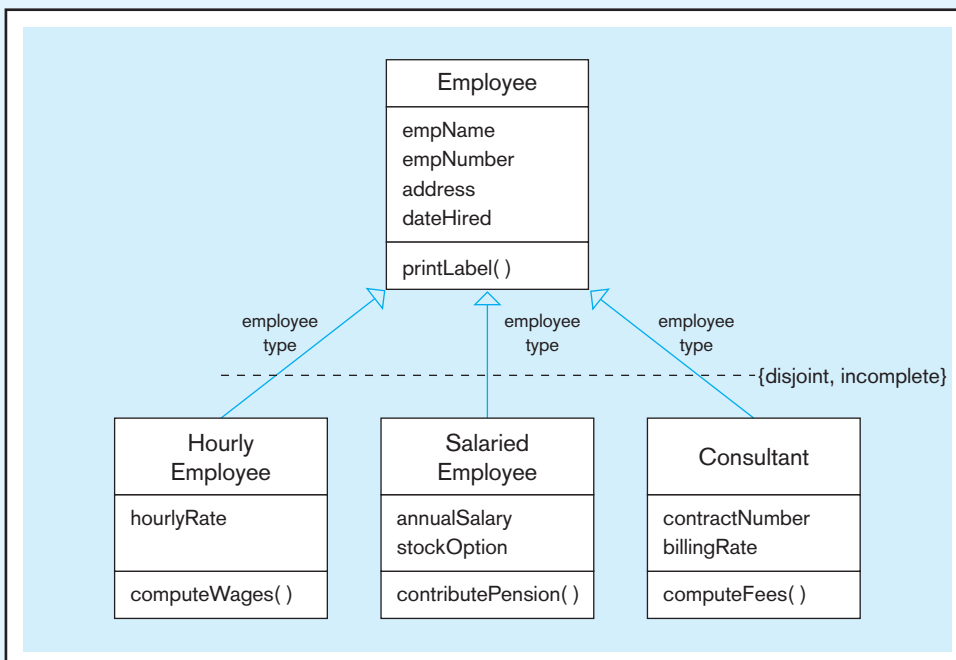 Employee
empName
empNumber
address
dateHired
printLabel( )
employee
type
employee
type
employee
type
{disjoint, incomplete}
Hourly
Employee
hourlyRate
computeWages( )
Salaried
Employee
annualSalary
stockOption
contributePension( )
Consultant
contractNumber
billingRate
computeFees( )